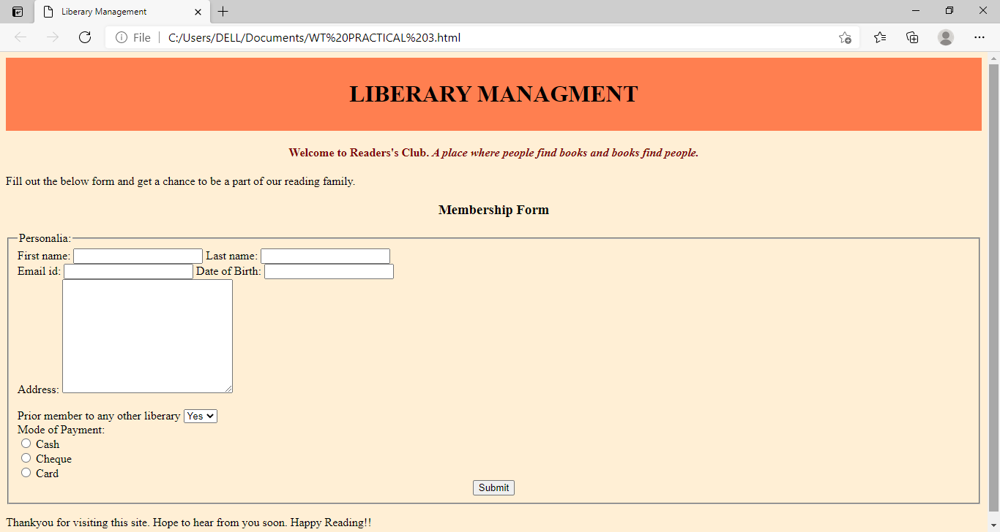 Liberary Management
File C:/Users/DELL/Documents/WT%20PRACTICAL%203.html
LIBERARY MANAGMENT
Welcome to Readers's Club. A place where people find books and books find people.
Fill out the below form and get a chance to be a part of our reading family.
Membership Form
Personalia:
First name: Last name:
Email id: Date of Birth:
Address:
Prior member to any other liberary Yes
Mode of Payment:
Cash
Cheque
Card
Submit
Thankyou for visiting this site. Hope to hear from you soon. Happy Reading!!